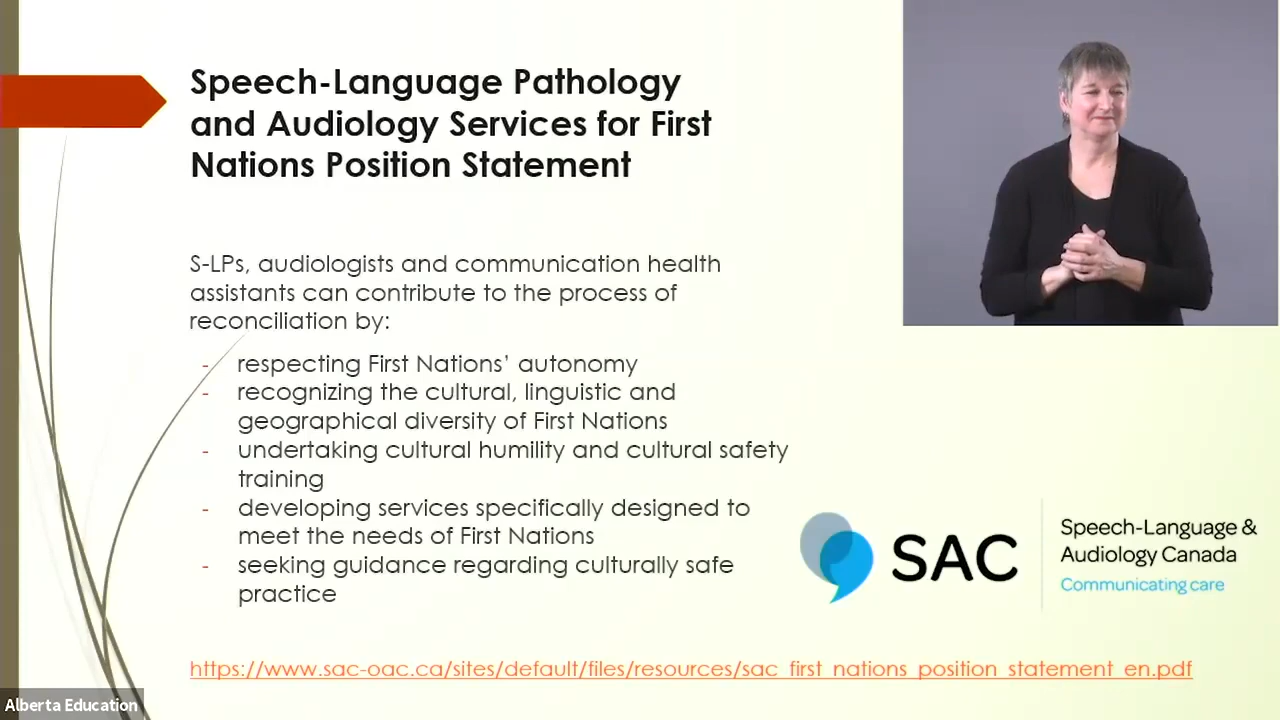 Speech-Language Pathology
and Audiology Services for First
Nations Position Statement
S-LPs, audiologists and communication health
assistants can contribute to the process of
reconciliation by:
- respecting First Nations’ autonomy
- recognizing the cultural, linguistic and
geographical diversity of First Nations
- undertaking cultural humility and cultural safety
training
- developing services specifically designed to
meet the needs of First Nations
- seeking guidance regarding culturally safe
practice
SAC
Speech-Language &
Audiology Canada
Communicating care
https://www.sac-oac.ca/sites/default/files/resources/sac_first_nations_position_statement_en.pdf
Alberta Education